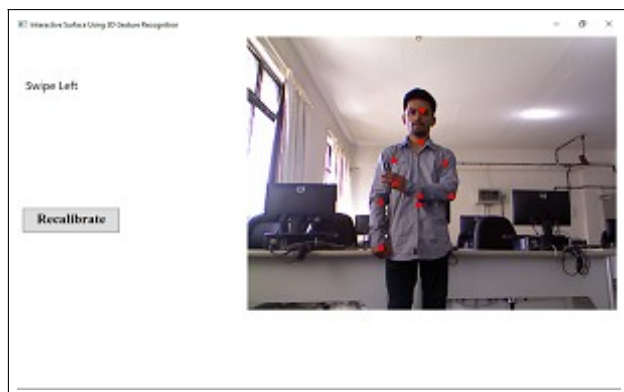 Interactive Surface Using 3D Gesture Recognition
Swipe Left
Recalibrate